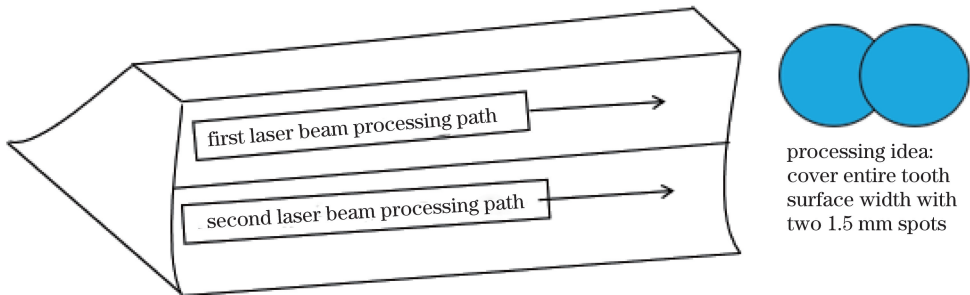 first laser beam processing path
second laser beam processing path
processing idea:
cover entire tooth
surface width with
two 1.5 mm spots